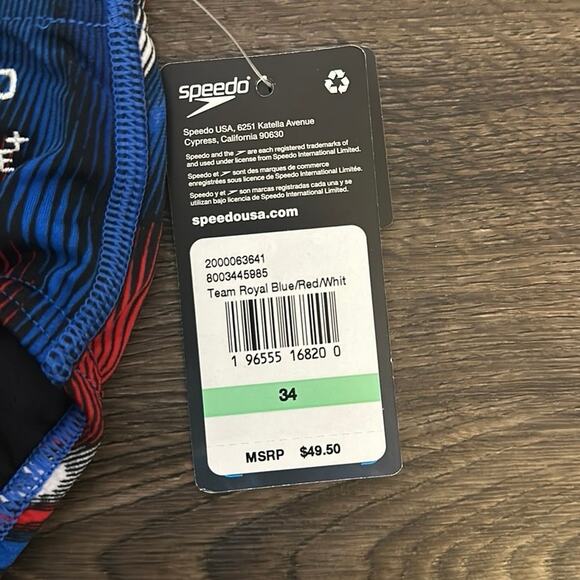 speedo
Speedo USA, 6251 Katella Avenue
Cypress, California 90630
Speedo and the are each registered trademarks of
and used under license from Speedo International Limited.
Speedo et sont des marques de commerce
enregistrées sous licence de Speedo International Limitée.
Speedo y el son marcas registradas cada una y se
utilizan bajo licencia de Speedo International Limited.
speedousa.com
2000063641
8003445985
Team Royal Blue/Red/Whit
1 96555 16820 0
34
MSRP $49.50